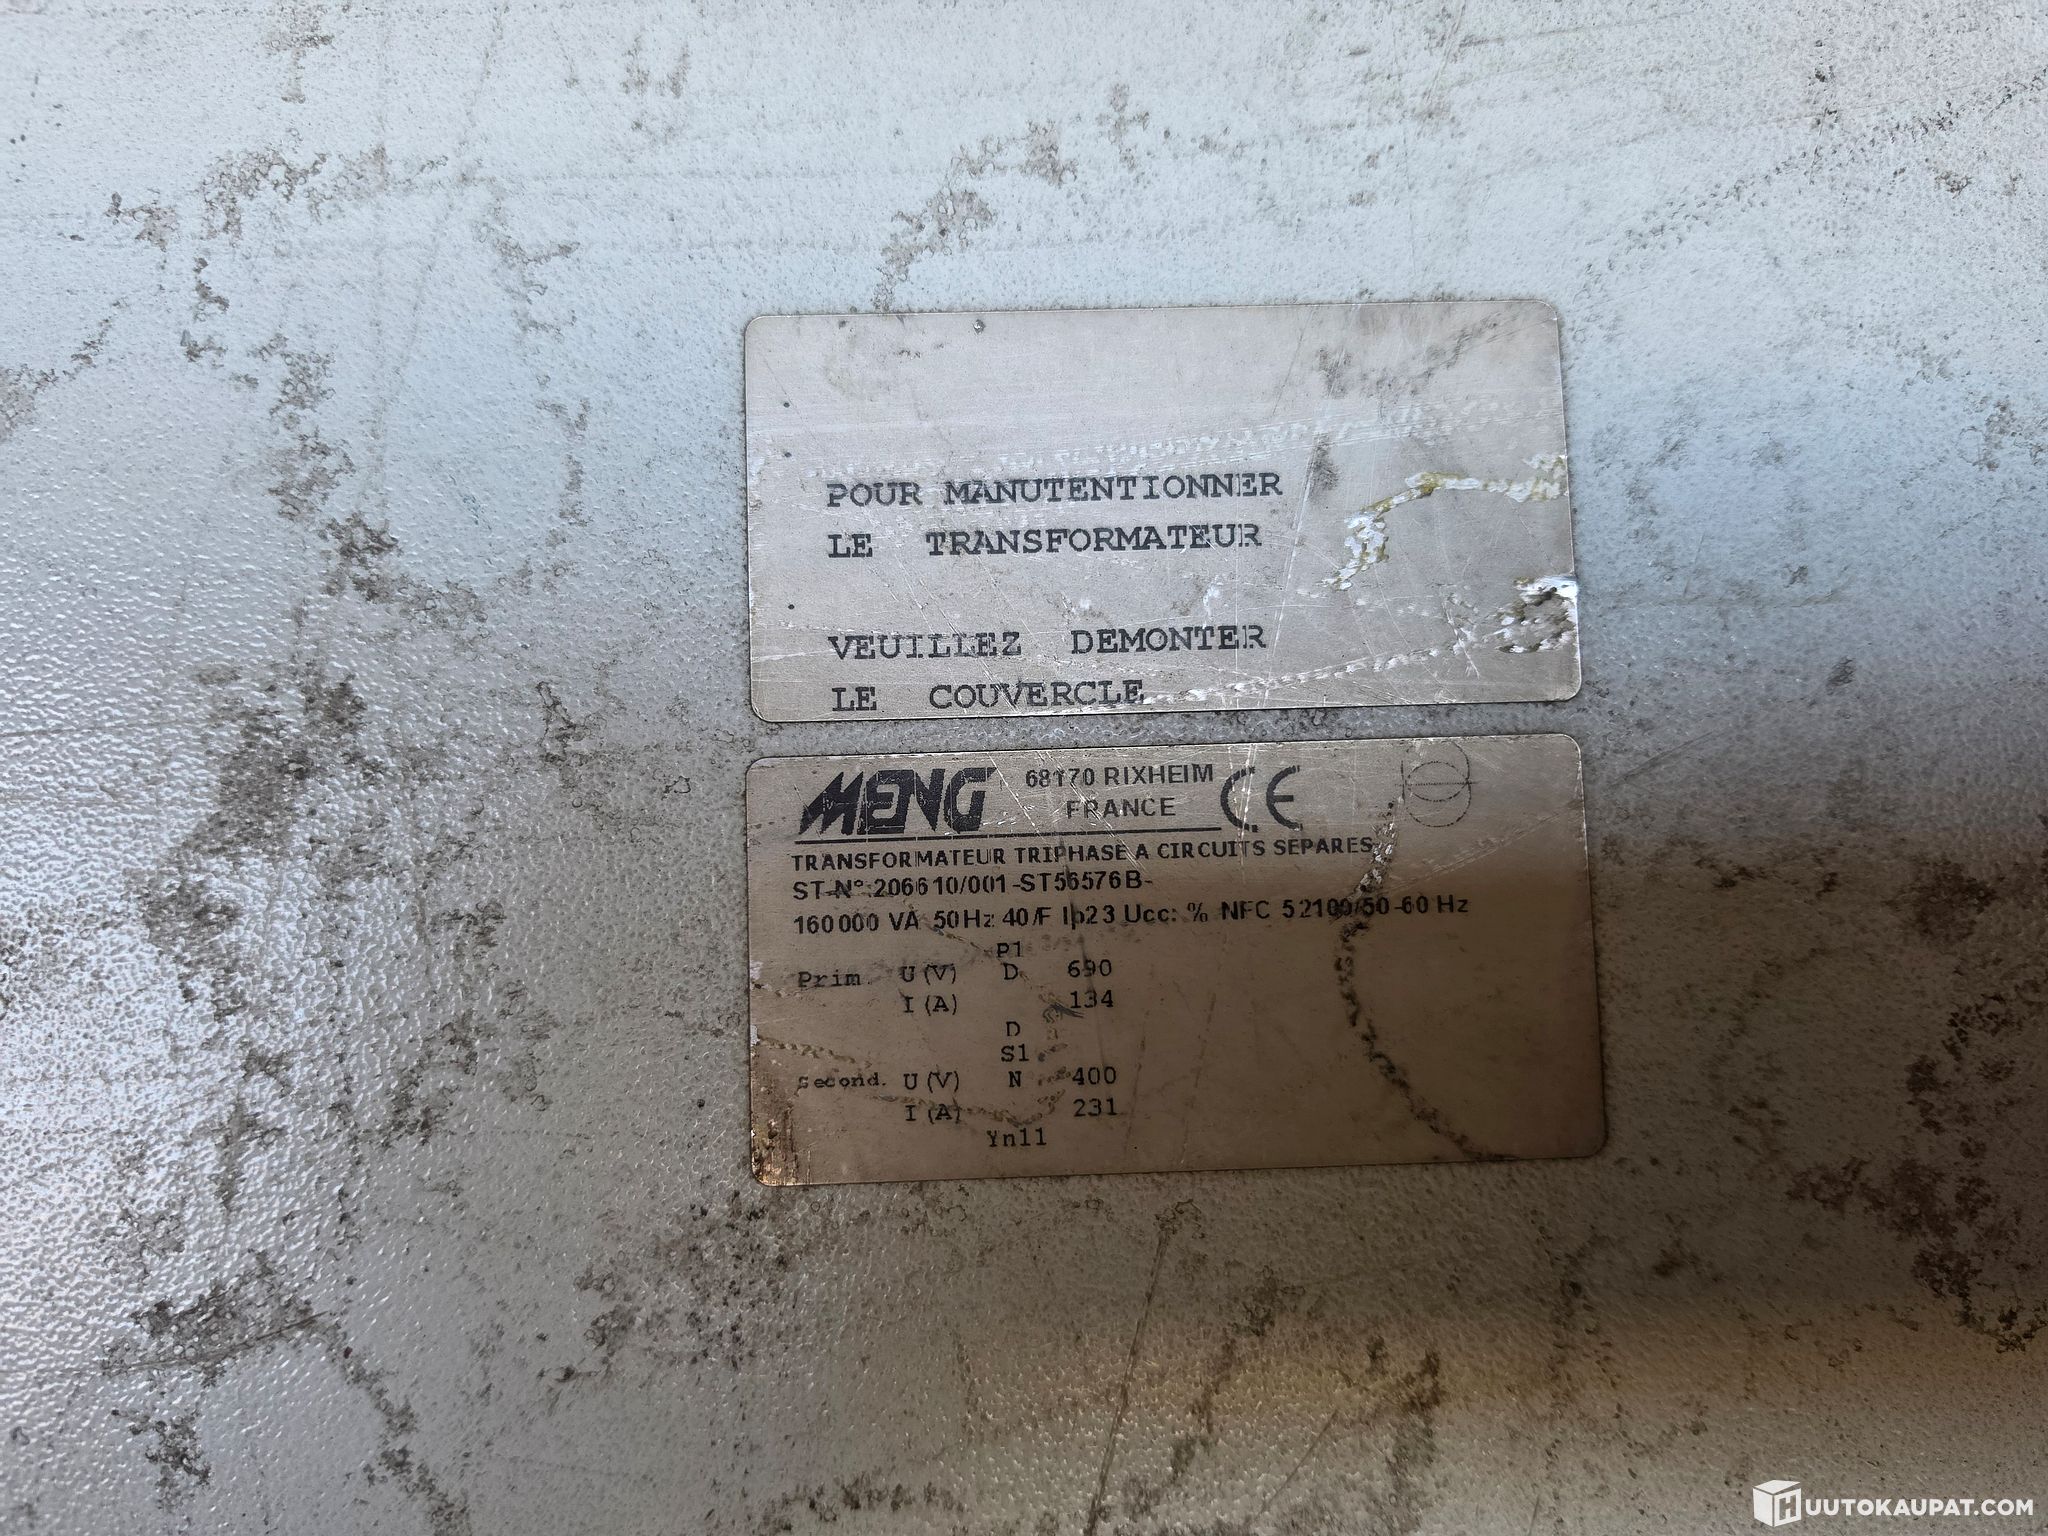 POUR MANUTENTIONNER
LE TRANSFORMATEUR
VEUILLEZ DEMONTER
LE COUVERCLE
MENG 68170 RIXHEIM
FRANCE CE
TRANSFORMATEUR TRIPHASE A CIRCUITS SEPARES
ST-N° 206610/001-ST56576B-
160000 VA 50Hz 40/F Ip23 Ucc: % NFC 52100/50-60 Hz
P1
Prim. U(V) D 690
I(A) 134
D
S1
Second. U(V) N 400
I(A) 231
Yn11
HUUTOKAUPAT.COM